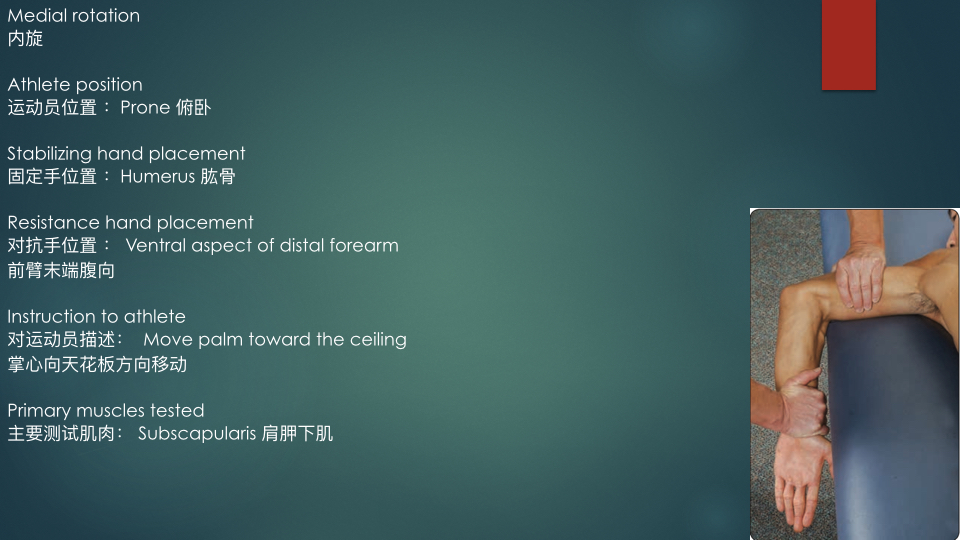 Medial rotation
内旋
Athlete position
运动员位置： Prone 俯卧
Stabilizing hand placement
固定手位置： Humerus 肱骨
Resistance hand placement
对抗手位置： Ventral aspect of distal forearm
前臂末端腹向
Instruction to athlete
对运动员描述： Move palm toward the ceiling
掌心向天花板方向移动
Primary muscles tested
主要测试肌肉： Subscapularis 肩胛下肌